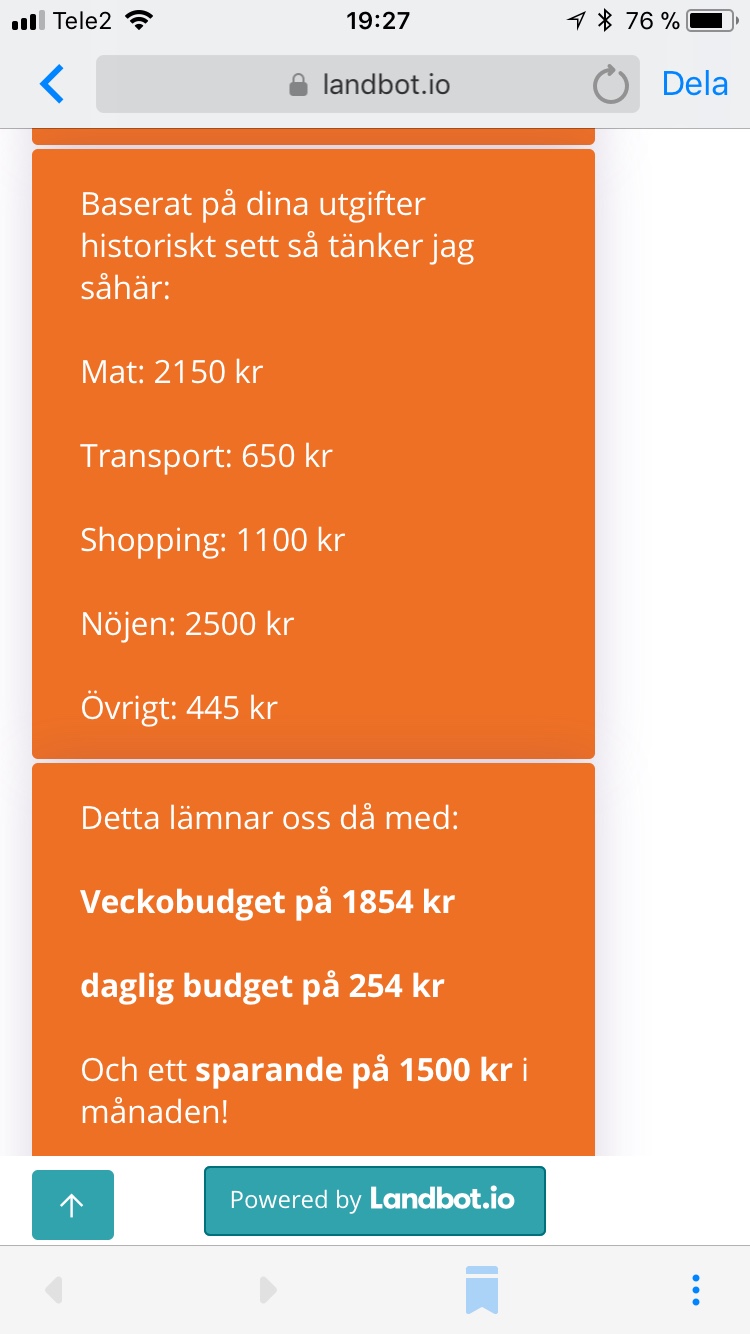 Tele2 19:27 76 %
landbot.io Dela
Baserat på dina utgifter
historiskt sett så tänker jag
såhär:
Mat: 2150 kr
Transport: 650 kr
Shopping: 1100 kr
Nöjen: 2500 kr
Övrigt: 445 kr
Detta lämnar oss då med:
Veckobudget på 1854 kr
daglig budget på 254 kr
Och ett sparande på 1500 kr i
månaden!
Powered by Landbot.io